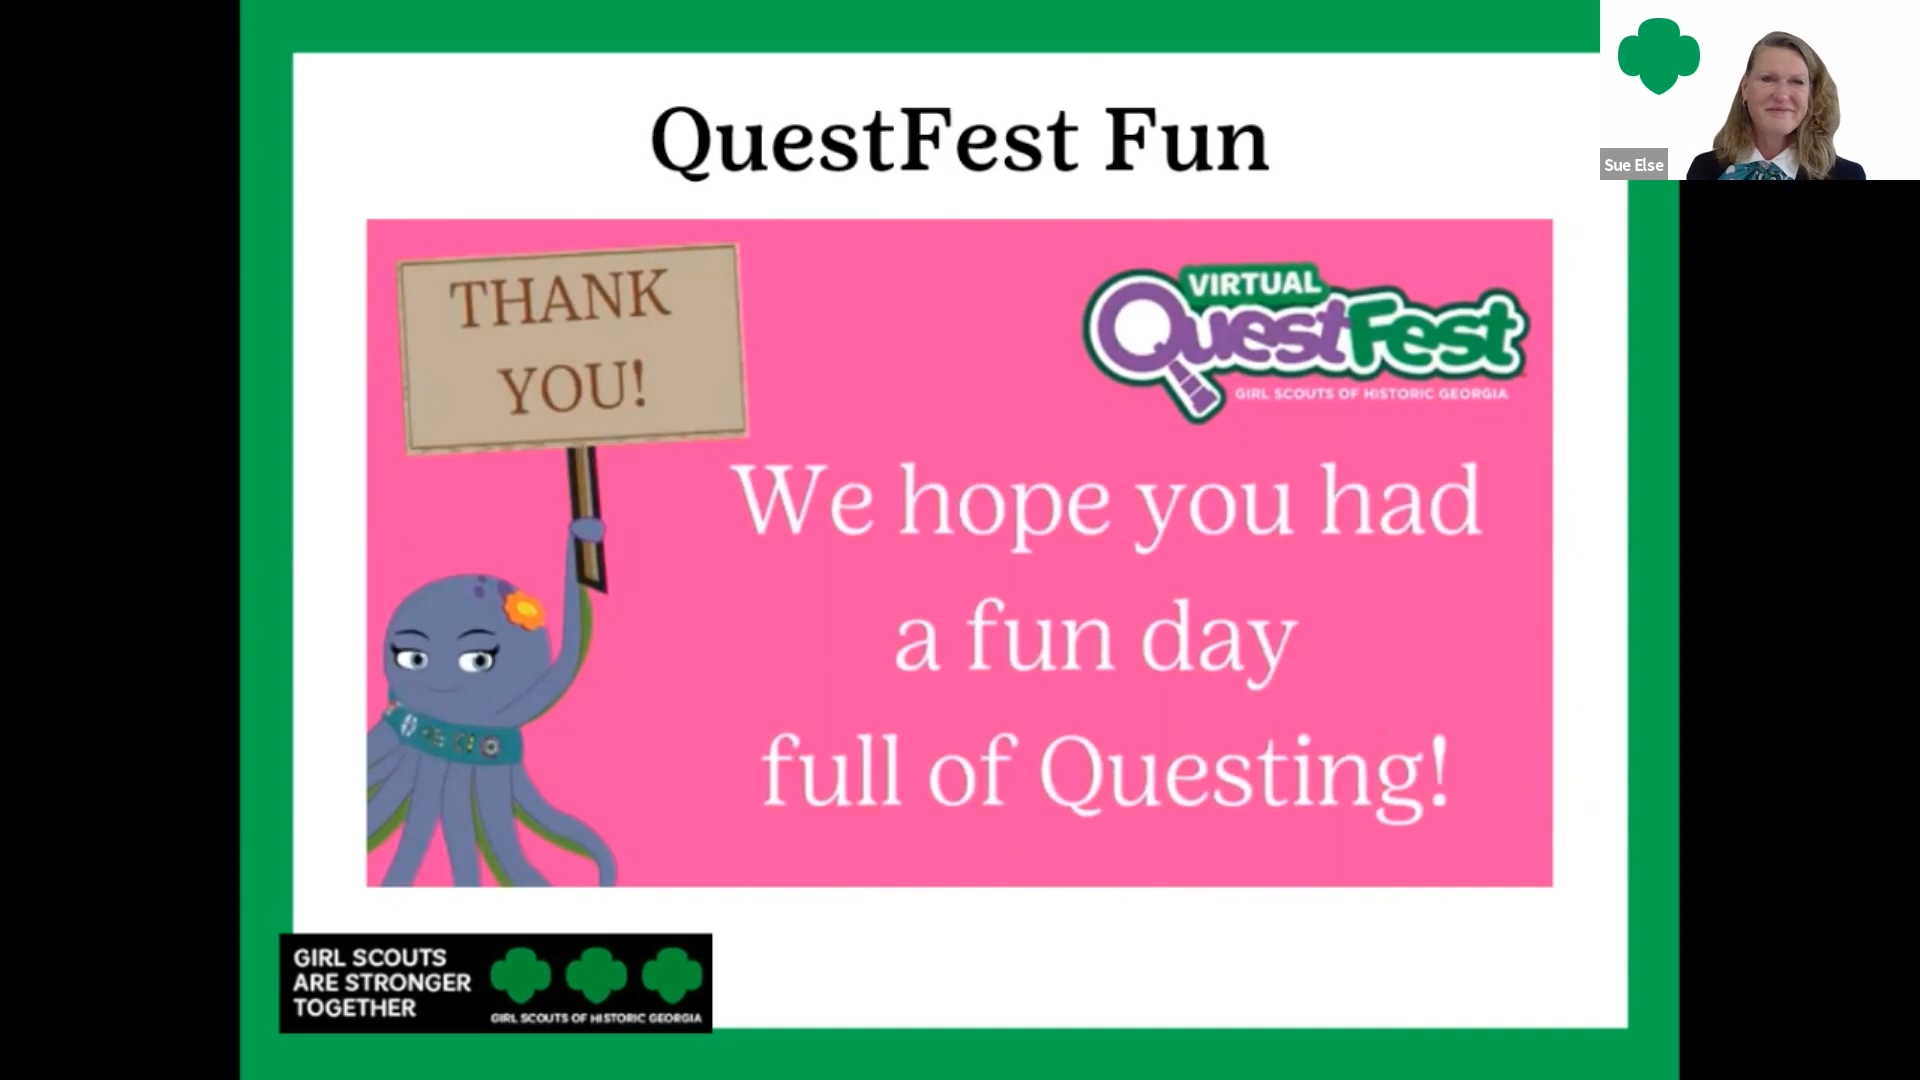 QuestFest Fun
Sue Else
THANK
YOU!
VIRTUAL
QuestFest
GIRL SCOUTS OF HISTORIC GEORGIA
We hope you had
a fun day
full of Questing!
GIRL SCOUTS
ARE STRONGER
TOGETHER
GIRL SCOUTS OF HISTORIC GEORGIA